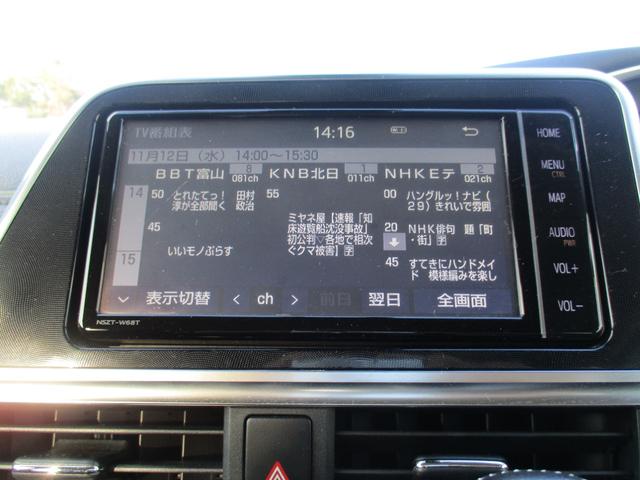 TV番組表 14:16
11月12日（水）14:00～15:30
BBT富山 8 081ch KNB北日 1 011ch NHKEテ 2 021ch
14
50 とれたてっ! 田村
淳が全部聞く 政治
45
いいモノぷらす
15
55
ミヤネ屋【速報「知
床遊覧船沈没事故」
初公判▽各地で相次
ぐクマ被害】字
00 ハングルッ!ナビ（
29）きれいで雰囲
20 NHK俳句 題「町
・街」字
45 すてきにハンドメイ
ド 模様編みを楽し
表示切替 < ch > 前日 翌日 全画面
NSZT-W68T
HOME
MENU
CTRL
MAP
AUDIO
PWR
VOL+
VOL-